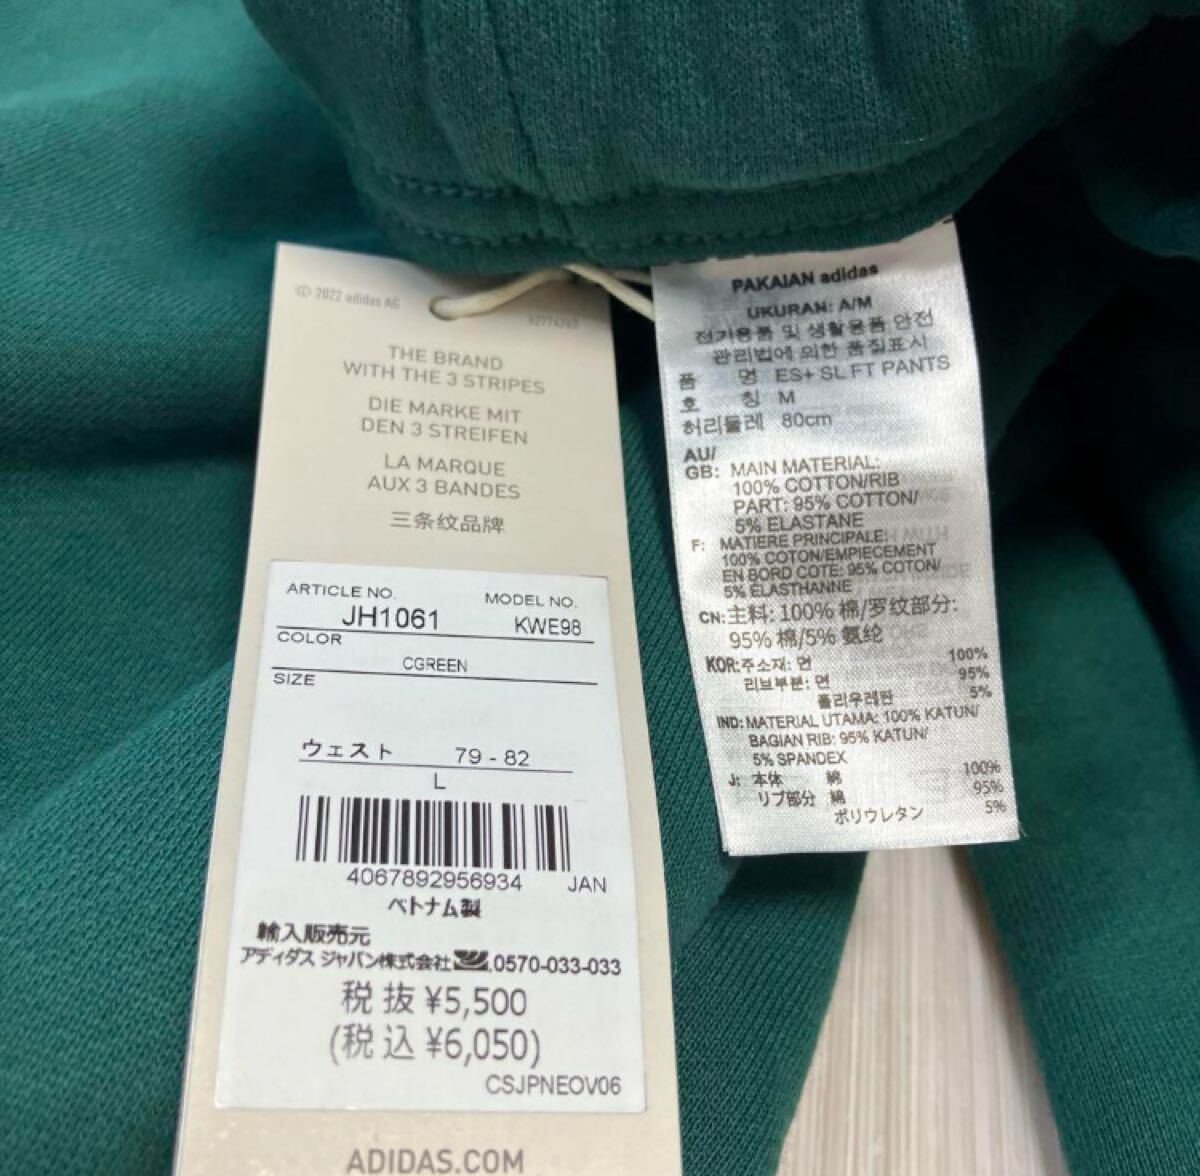 © 2022 adidas AG
THE BRAND
WITH THE 3 STRIPES
DIE MARKE MIT
DEN 3 STREIFEN
LA MARQUE
AUX 3 BANDES
三条纹品牌
ARTICLE NO.
MODEL NO.
JH1061
KWE98
COLOR
CGREEN
SIZE
ウェスト 79 - 82
L
4067892956934 JAN
ベトナム製
輸入販売元
アディダス ジャパン株式会社 0570-033-033
税抜 ¥5,500
(税込 ¥6,050)
CSJPNEOV06
ADIDAS.COM
PAKAIAN adidas
UKURAN: A/M
전기용품 및 생활용품 안전
관리법에 의한 품질표시
품 명 ES+ SL FT PANTS
호 칭 M
허리둘레 80cm
AU/
GB: MAIN MATERIAL:
100% COTTON/RIB
PART: 95% COTTON/
5% ELASTANE
F: MATIERE PRINCIPALE:
100% COTON/EMPIECEMENT
EN BORD COTE: 95% COTON/
5% ELASTHANNE
CN: 主料: 100% 棉/罗纹部分:
95% 棉/5% 氨纶
KOR: 주소재: 면 100%
리브부분: 면 95%
폴리우레탄 5%
IND: MATERIAL UTAMA: 100% KATUN/
BAGIAN RIB: 95% KATUN/
5% SPANDEX
J: 本体 綿 100%
リブ部分 綿 95%
ポリウレタン 5%